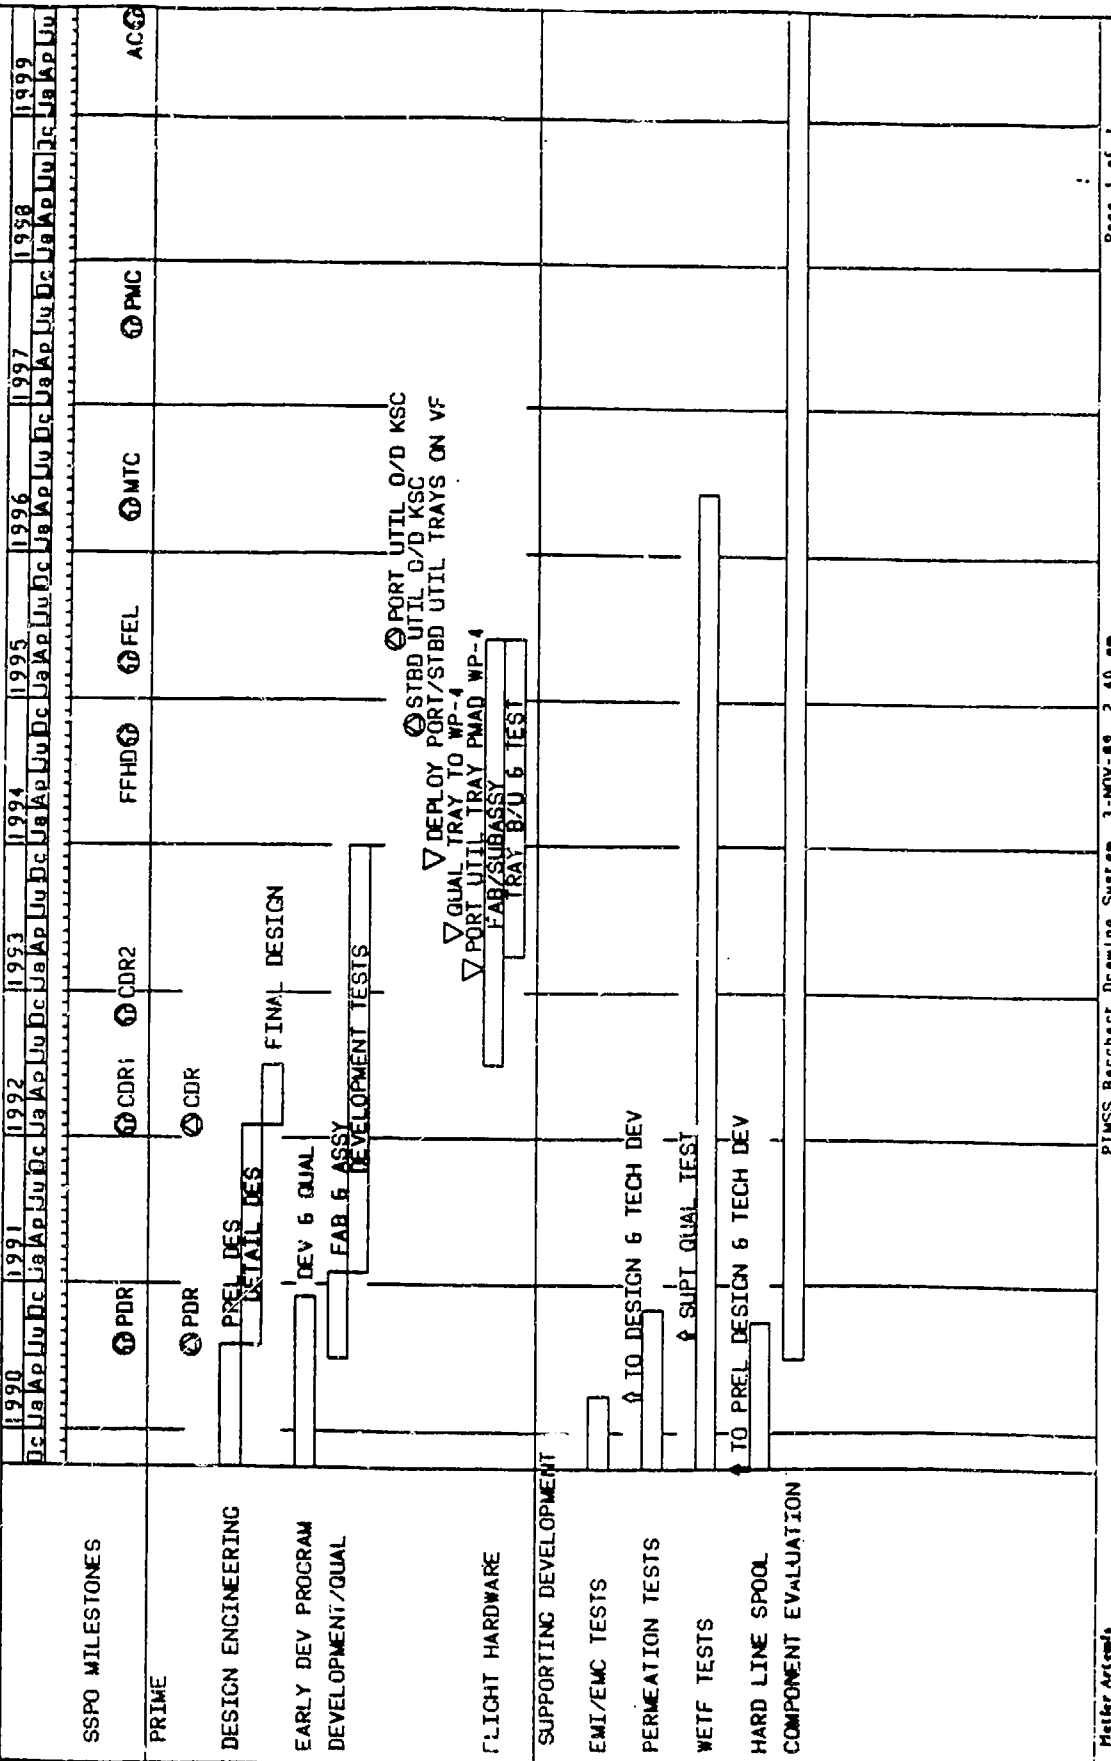 1990 1991 1992 1993 1994 1995 1996 1997 1998 1999
Dc Ja Ap Ju Dc Ja Ap Ju Dc Ja Ap Ju Dc Ja Ap Ju Dc Ja Ap Ju Dc Ja Ap Ju Dc Ja Ap Ju Dc Ja Ap Ju Dc Ja Ap Ju Dc Ja Ap Ju
SSPO MILESTONES
PDR CDR1 CDR2 FFHD FEL MTC PMC AC
PRIME
PDR CDR
DESIGN ENGINEERING
PREL DES
DETAIL DES
FINAL DESIGN
EARLY DEV PROGRAM
DEV & QUAL
DEVELOPMENT/QUAL
FAB & ASSY
DEVELOPMENT TESTS
PORT UTIL O/D KSC
STBD UTIL O/D KSC
DEPLOY PORT/STBD UTIL TRAYS ON VF
QUAL TRAY TO WP-4
PORT UTIL TRAY PMAD WP-4
FLIGHT HARDWARE
FAB/SUBASSY
TRAY B/U & TEST
SUPPORTING DEVELOPMENT
EMI/EMC TESTS
TO DESIGN & TECH DEV
PERMEATION TESTS
SUPT QUAL TEST
WETF TESTS
TO PREL DESIGN & TECH DEV
HARD LINE SPOOL
COMPONENT EVALUATION